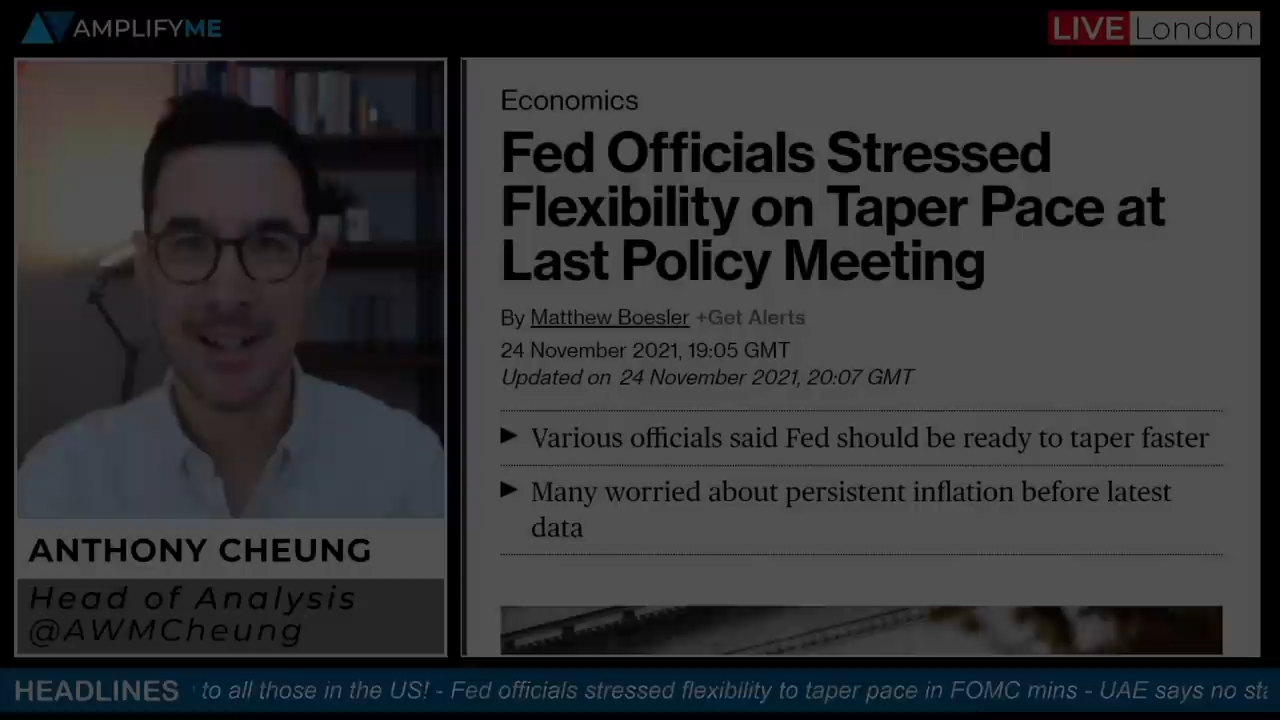 AMPLIFYME
LIVE London
Economics
Fed Officials Stressed
Flexibility on Taper Pace at
Last Policy Meeting
By Matthew Boesler +Get Alerts
24 November 2021, 19:05 GMT
Updated on 24 November 2021, 20:07 GMT
▶ Various officials said Fed should be ready to taper faster
▶ Many worried about persistent inflation before latest
data
ANTHONY CHEUNG
Head of Analysis
@AWMCheung
HEADLINES to all those in the US! - Fed officials stressed flexibility to taper pace in FOMC mins - UAE says no